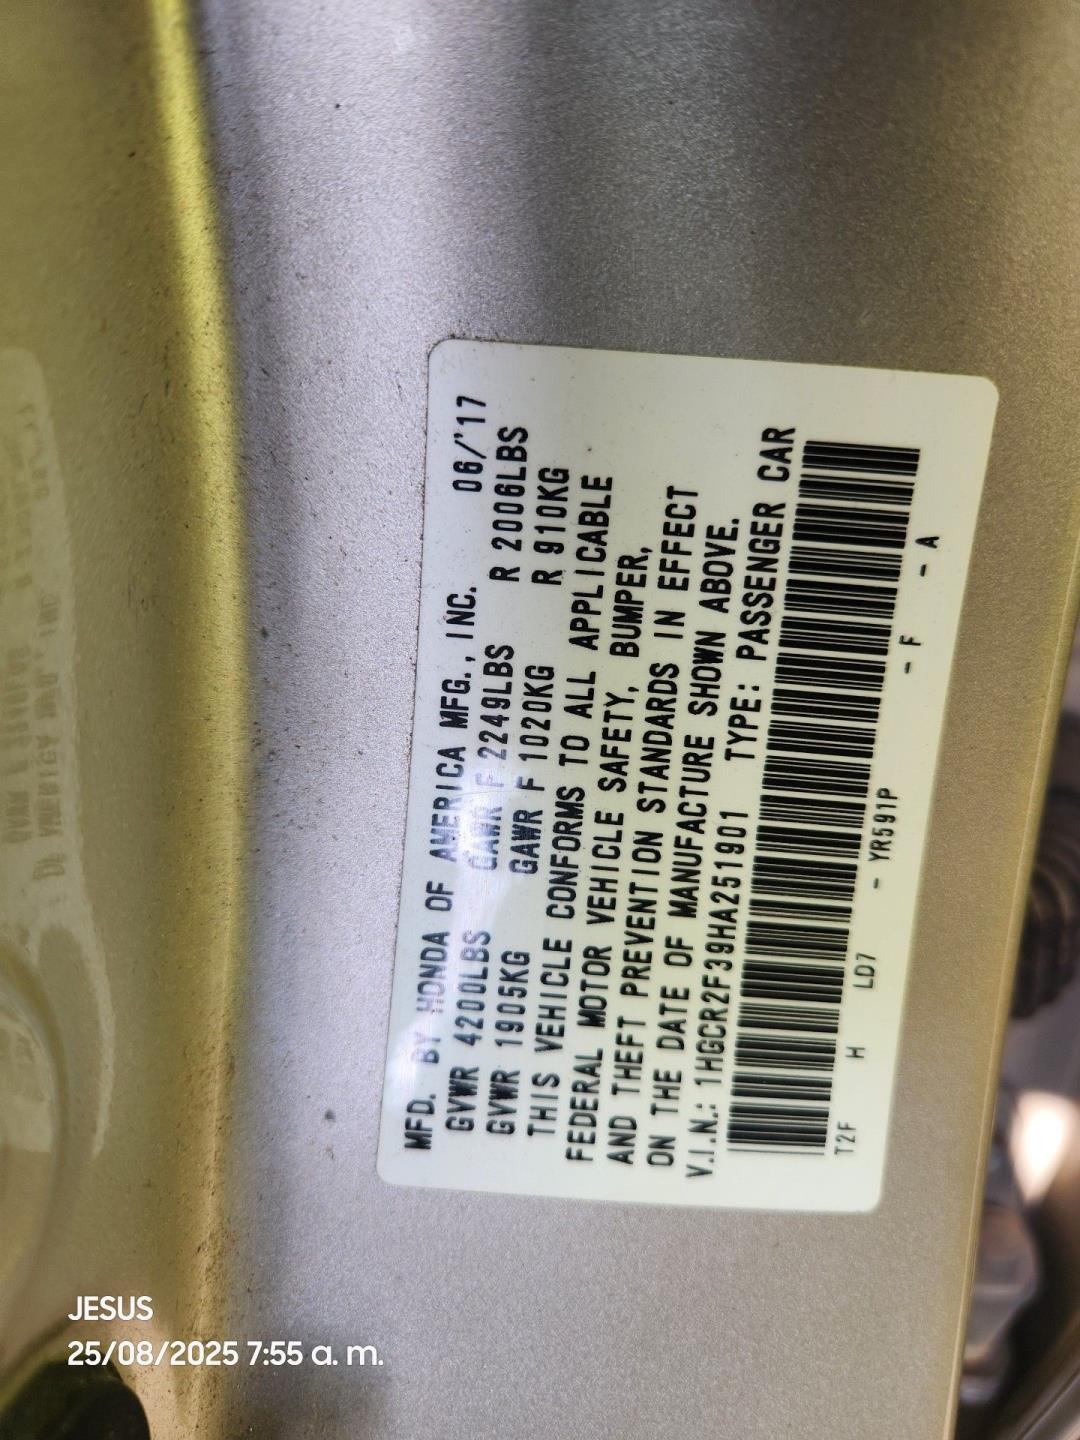 MFD. BY HONDA OF AMERICA MFG., INC. 06/'17
GVWR 4200LBS GAWR F 2249LBS R 2006LBS
GVWR 1905KG GAWR F 1020KG R 910KG
THIS VEHICLE CONFORMS TO ALL APPLICABLE
FEDERAL MOTOR VEHICLE SAFETY, BUMPER,
AND THEFT PREVENTION STANDARDS IN EFFECT
ON THE DATE OF MANUFACTURE SHOWN ABOVE.
V.I.N.: 1HGCR2F39HA251901 TYPE: PASSENGER CAR
T2F H LD7 - YR591P - F - A
JESUS
25/08/2025 7:55 a. m.